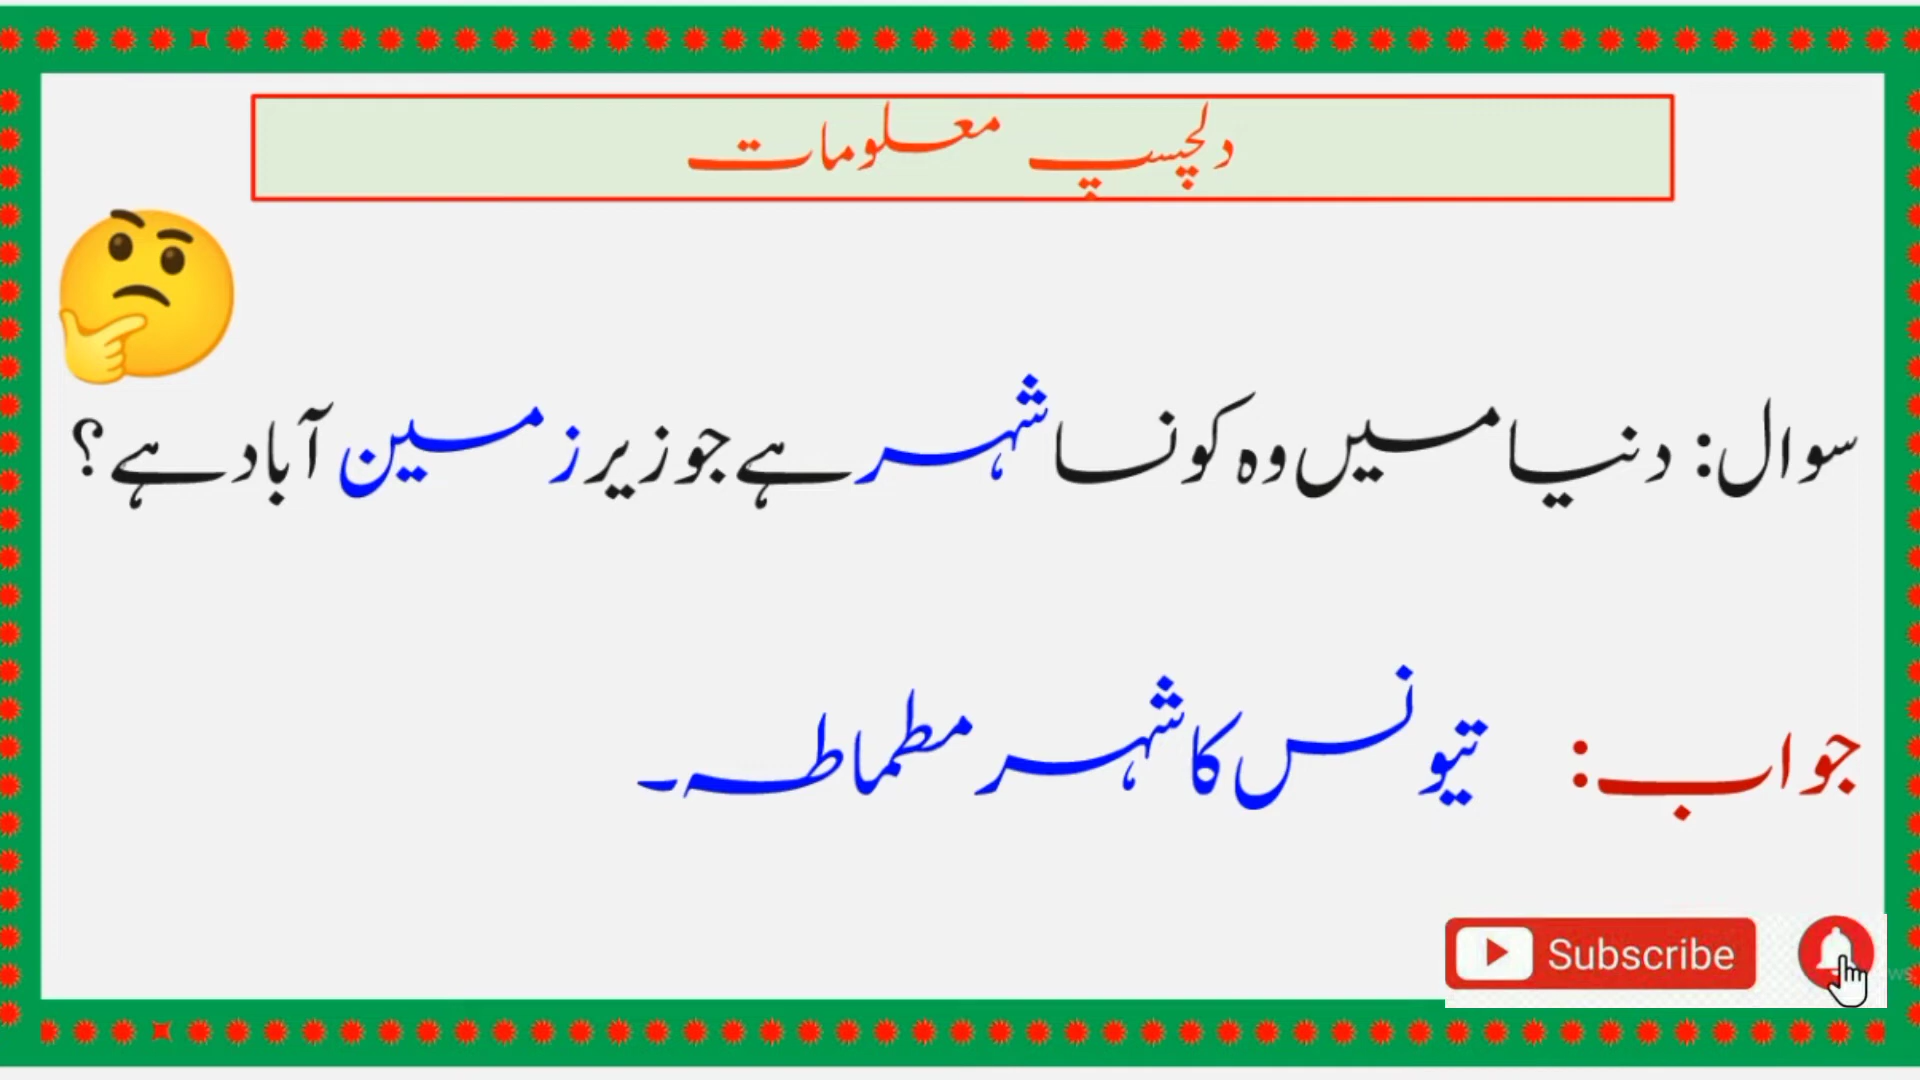 دلچسپ معلومات
سوال: دنیا میں وہ کونسا شہر ہے جو زیر زمین آباد ہے؟
جواب: تیونس کا شہر مطماطہ۔
Subscribe